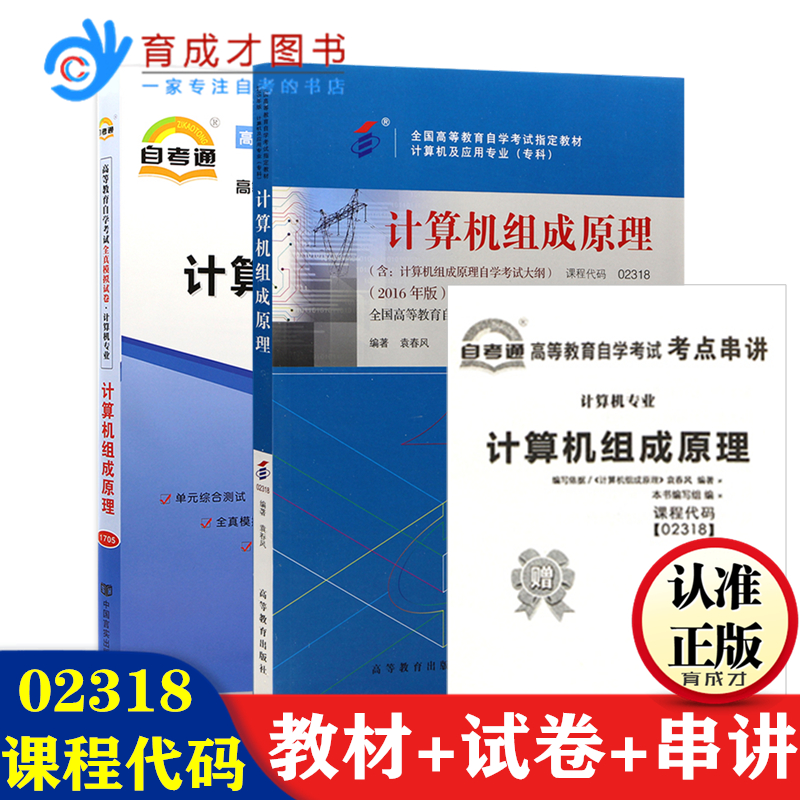 育成才图书
一家专注自考的书店
ZIKAOTONG
自考通
高等教育自学考试全真模拟试卷·计算机专业
计算机组成原理
1705
中国言实出
高
高
计算
单元综合测试
全真模
计算机组成原理
02318
编著 袁春风
高等教育出版社
全国高等教育自学考试指定教材
计算机及应用专业(专科)
计算机组成原理
(含:计算机组成原理自学考试大纲) 课程代码 02318
(2016年版)
全国高等教育自
编著 袁春风
高等教育出版
自考通 高等教育自学考试 考点串讲
计算机专业
计算机组成原理
编写依据/《计算机组成原理》袁春风 编著
本书编写组 编
课程代码
【02318】
赠
认准
正版
育成才
02318
课程代码
教材+试卷+串讲